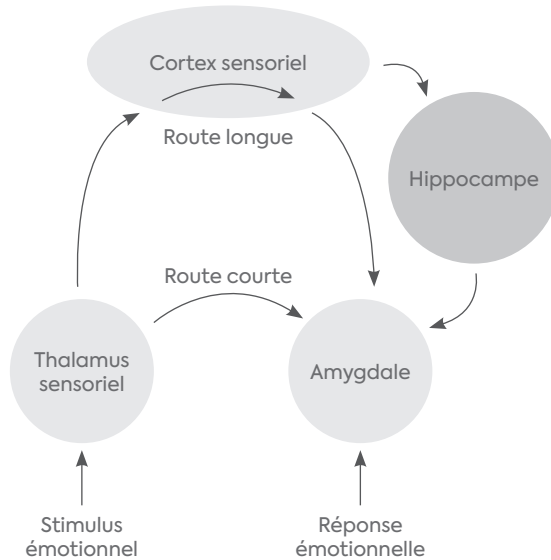 Cortex sensoriel
Route longue
Hippocampe
Route courte
Thalamus
sensoriel
Amygdale
Stimulus
émotionnel
Réponse
émotionnelle